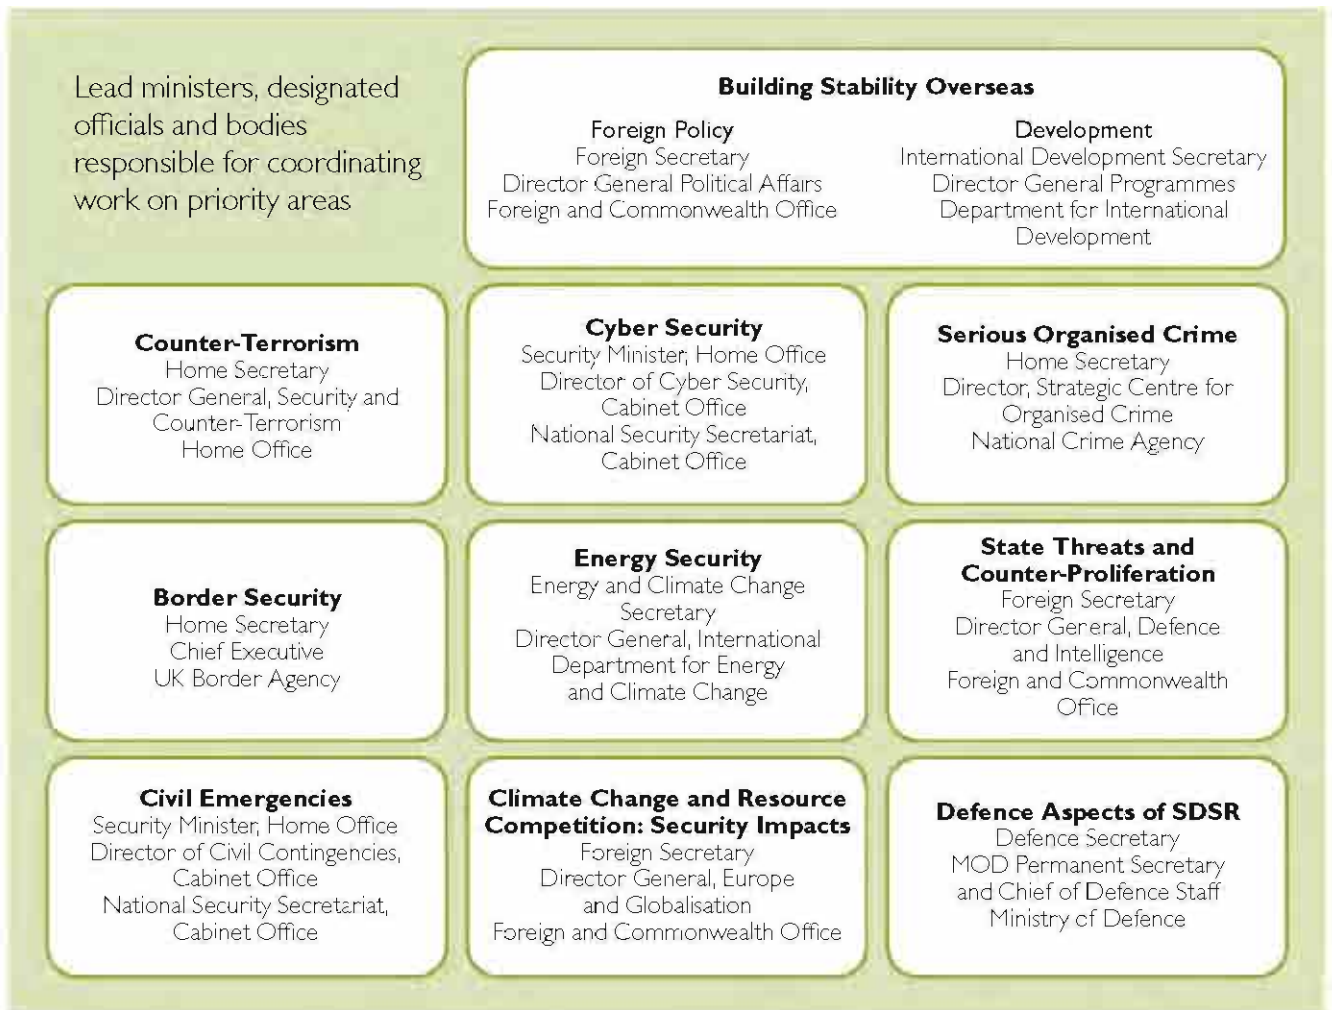 Lead ministers, designated
officials and bodies
responsible for coordinating
work on priority areas
Building Stability Overseas
Foreign Policy
Foreign Secretary
Director General Political Affairs
Foreign and Commonwealth Office
Development
International Development Secretary
Director General Programmes
Department for International
Development
Counter-Terrorism
Home Secretary
Director General, Security and
Counter-Terrorism
Home Office
Cyber Security
Security Minister, Home Office
Director of Cyber Security,
Cabinet Office
National Security Secretariat,
Cabinet Office
Serious Organised Crime
Home Secretary
Director, Strategic Centre for
Organised Crime
National Crime Agency
Border Security
Home Secretary
Chief Executive
UK Border Agency
Energy Security
Energy and Climate Change
Secretary
Director General, International
Department for Energy
and Climate Change
State Threats and
Counter-Proliferation
Foreign Secretary
Director General, Defence
and Intelligence
Foreign and Commonwealth
Office
Civil Emergencies
Security Minister, Home Office
Director of Civil Contingencies,
Cabinet Office
National Security Secretariat,
Cabinet Office
Climate Change and Resource
Competition: Security Impacts
Foreign Secretary
Director General, Europe
and Globalisation
Foreign and Commonwealth Office
Defence Aspects of SDSR
Defence Secretary
MOD Permanent Secretary
and Chief of Defence Staff
Ministry of Defence